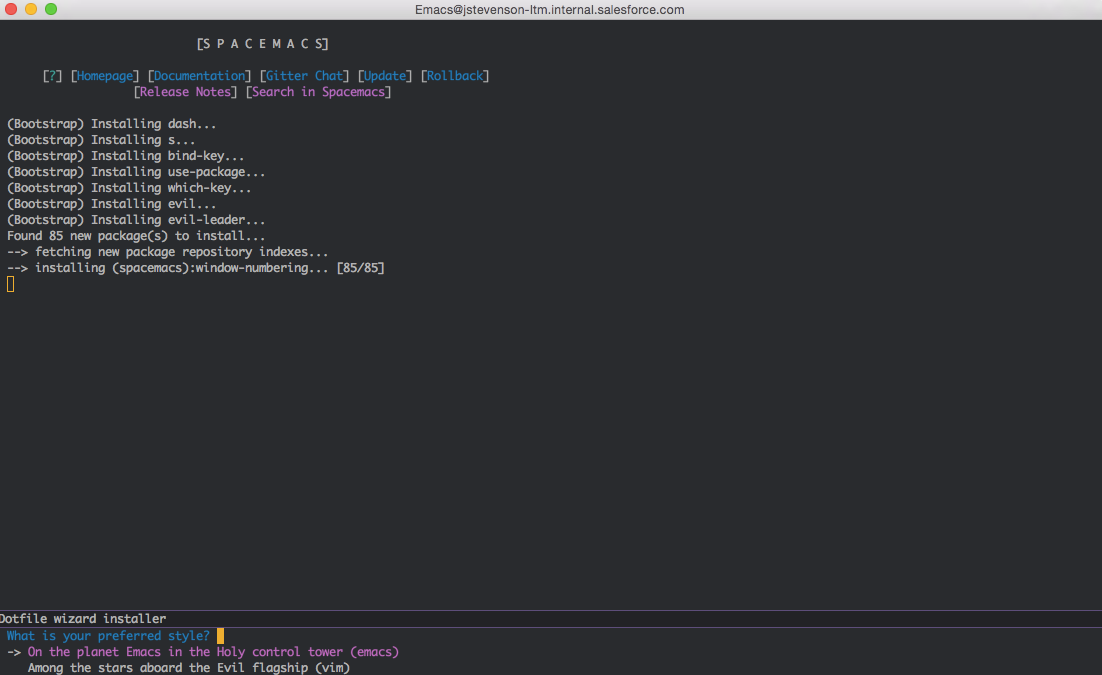 Emacs@jstevenson-ltm.internal.salesforce.com
[S P A C E M A C S]
[?] [Homepage] [Documentation] [Gitter Chat] [Update] [Rollback]
[Release Notes] [Search in Spacemacs]
(Bootstrap) Installing dash...
(Bootstrap) Installing s...
(Bootstrap) Installing bind-key...
(Bootstrap) Installing use-package...
(Bootstrap) Installing which-key...
(Bootstrap) Installing evil...
(Bootstrap) Installing evil-leader...
Found 85 new package(s) to install...
--> fetching new package repository indexes...
--> installing (spacemacs):window-numbering... [85/85]
Dotfile wizard installer
What is your preferred style?
-> On the planet Emacs in the Holy control tower (emacs)
Among the stars aboard the Evil flagship (vim)